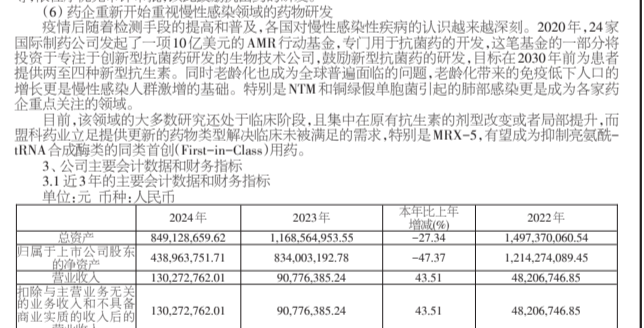 (6) 药企重新开始重视慢性感染领域的药物研发
疫情后随着检测手段的提高和普及,各国对慢性感染性疾病的认识越来越深刻。2020年,24家
国际制药公司发起了一项10亿美元的AMR行动基金,专门用于抗菌药的开发,这笔基金的一部分将
投资于专注于创新型抗菌药研发的生物技术公司,鼓励新型抗菌药的研发,目标在2030年前为患者
提供两至四种新型抗生素。同时老龄化也成为全球普遍面临的问题,老龄化带来的免疫低下人口的
增长更是慢性感染人群激增的基础。特别是NTM和铜绿假单胞菌引起的肺部感染更是成为各家药
企重点关注的领域。
目前,该领域的大多数研究还处于临床阶段,且集中在原有抗生素的剂型改变或者局部提升,而
盟科药业立足提供更新的药物类型解决临床未被满足的需求,特别是MRX-5,有望成为抑制亮氨酰-
tRNA合成酶类的同类首创(First-in-Class)用药。
3、公司主要会计数据和财务指标
3.1 近3年的主要会计数据和财务指标
单位:元 币种:人民币
2024年 2023年 本年比上年增减(%) 2022年
总资产 849,128,659.62 1,168,564,953.55 -27.34 1,497,370,060.54
归属于上市公司股东
的净资产 438,963,751.71 834,003,192.78 -47.37 1,214,274,089.45
营业收入 130,272,762.01 90,776,385.24 43.51 48,206,746.85
扣除与主营业务无关
的业务收入和不具备
商业实质的收入后的 130,272,762.01 90,776,385.24 43.51 48,206,746.85